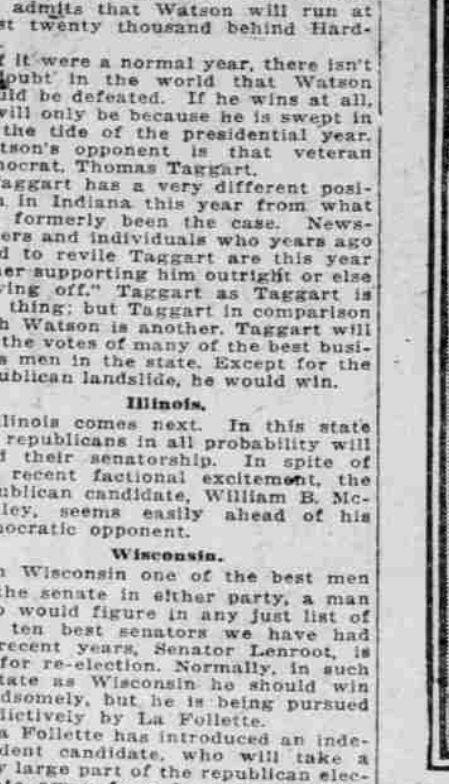 admits that Watson will run at
st twenty thousand behind Hard-
f it were a normal year, there isn't
doubt in the world that Watson
uld be defeated. If he wins at all,
will only be because he is swept in
the tide of the presidential year.
tson's opponent is that veteran
mocrat, Thomas Taggart.
aggart has a very different posi-
n in Indiana this year from what
formerly been the case. News-
ers and individuals who years ago
d to revile Taggart are this year
her supporting him outright or else
ying off." Taggart as Taggart is
thing; but Taggart in comparison
h Watson is another. Taggart will
the votes of many of the best busi-
s men in the state. Except for the
ublican landslide, he would win.
Illinois.
llinois comes next. In this state
republicans in all probability will
d their senatorship. In spite of
recent factional excitement, the
ublican candidate, William B. Mc-
ley, seems easily ahead of his
mocratic opponent.
Wisconsin.
n Wisconsin one of the best men
the senate in either party, a man
o would figure in any just list of
ten best senators we have had
recent years, Senator Lenroot, is
for re-election. Normally, in such
tate as Wisconsin he should win
dsomely, but he is being pursued
dictively by La Follette.
a Follette has introduced an inde-
dent candidate, who will take a
y large part of the republican elec-